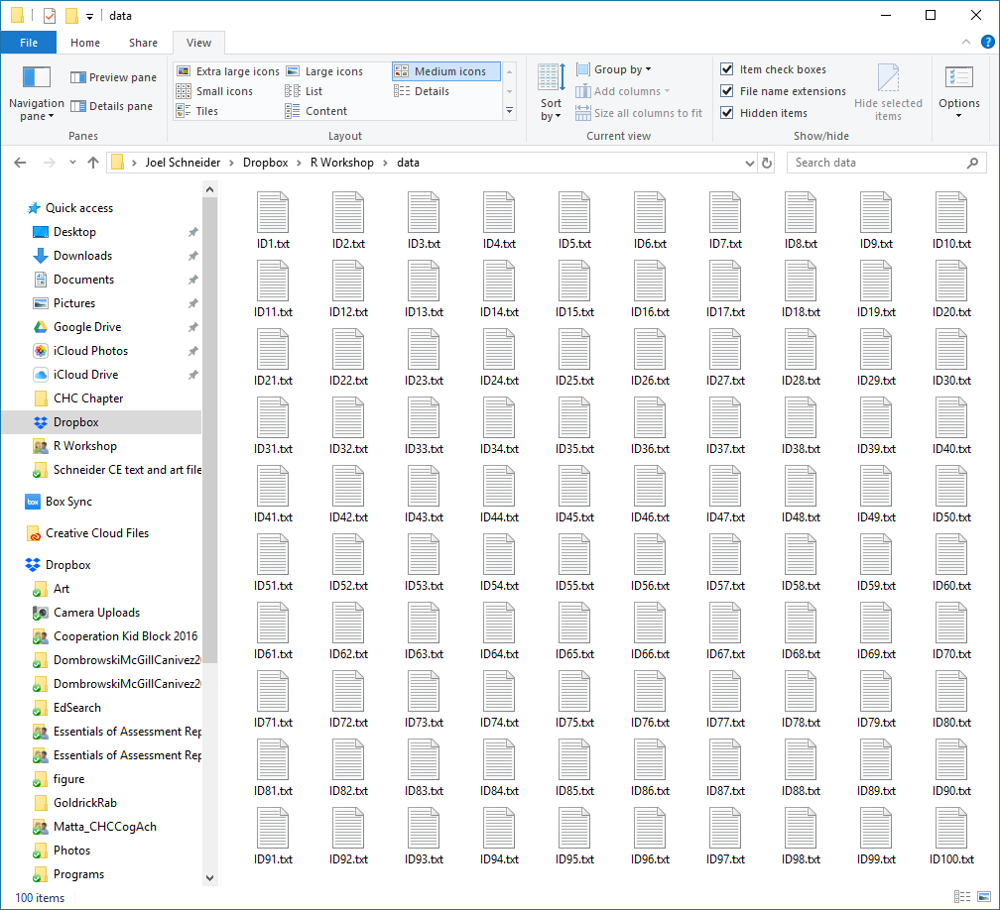 data
File Home Share View
Navigation pane
Preview pane
Details pane
Panes
Extra large icons Large icons Medium icons
Small icons List Details
Tiles Content
Layout
Sort by
Group by
Add columns
Size all columns to fit
Current view
Item check boxes
File name extensions
Hidden items
Hide selected items
Show/hide
Options
Joel Schneider > Dropbox > R Workshop > data
Search data
Quick access
Desktop
Downloads
Documents
Pictures
Google Drive
iCloud Photos
iCloud Drive
CHC Chapter
Dropbox
R Workshop
Schneider CE text and art file
box Box Sync
Creative Cloud Files
Dropbox
Art
Camera Uploads
Cooperation Kid Block 2016
DombrowskiMcGillCanivez20
DombrowskiMcGillCanivez20
EdSearch
Essentials of Assessment Rep
Essentials of Assessment Rep
figure
GoldrickRab
Matta_CHCCogAch
Photos
Programs
ID1.txt ID2.txt ID3.txt ID4.txt ID5.txt ID6.txt ID7.txt ID8.txt ID9.txt ID10.txt
ID11.txt ID12.txt ID13.txt ID14.txt ID15.txt ID16.txt ID17.txt ID18.txt ID19.txt ID20.txt
ID21.txt ID22.txt ID23.txt ID24.txt ID25.txt ID26.txt ID27.txt ID28.txt ID29.txt ID30.txt
ID31.txt ID32.txt ID33.txt ID34.txt ID35.txt ID36.txt ID37.txt ID38.txt ID39.txt ID40.txt
ID41.txt ID42.txt ID43.txt ID44.txt ID45.txt ID46.txt ID47.txt ID48.txt ID49.txt ID50.txt
ID51.txt ID52.txt ID53.txt ID54.txt ID55.txt ID56.txt ID57.txt ID58.txt ID59.txt ID60.txt
ID61.txt ID62.txt ID63.txt ID64.txt ID65.txt ID66.txt ID67.txt ID68.txt ID69.txt ID70.txt
ID71.txt ID72.txt ID73.txt ID74.txt ID75.txt ID76.txt ID77.txt ID78.txt ID79.txt ID80.txt
ID81.txt ID82.txt ID83.txt ID84.txt ID85.txt ID86.txt ID87.txt ID88.txt ID89.txt ID90.txt
ID91.txt ID92.txt ID93.txt ID94.txt ID95.txt ID96.txt ID97.txt ID98.txt ID99.txt ID100.txt
100 items